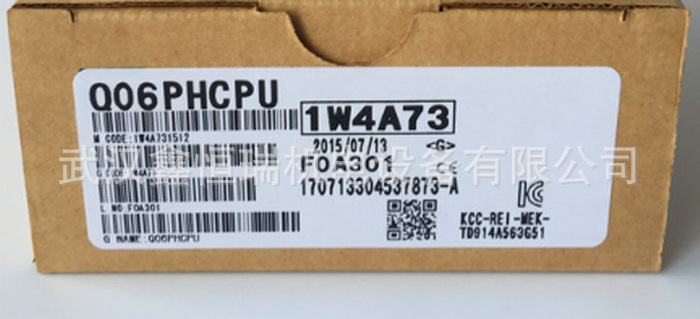 Q06PHCPU
1W4A73
M CODE:1W4A731512
2015/07/13
<G>
F0A301
CE
170713304537873-A
L NO.F0A301
KCC-REI-MEK-
TD914A563G51
G NAME:Q06PHCPU
武汉鑫恒瑞机电设备有限公司